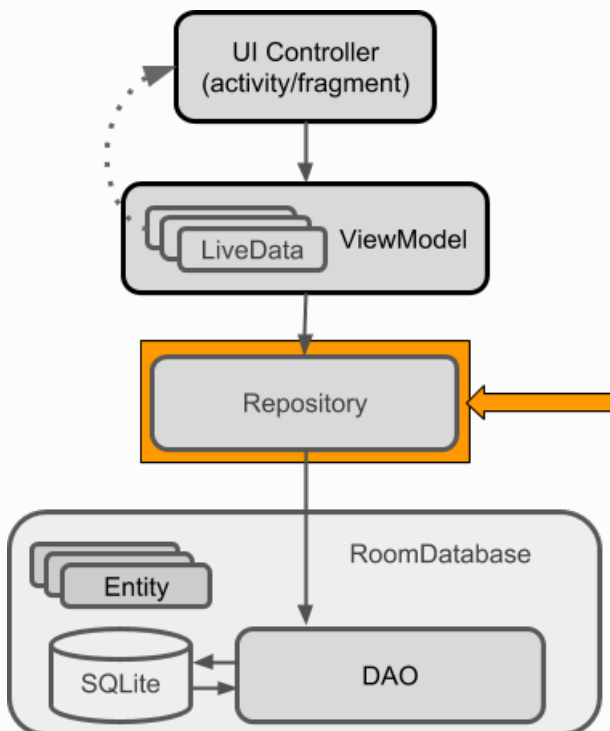 UI Controller
(activity/fragment)
LiveData
ViewModel
Repository
RoomDatabase
Entity
SQLite
DAO